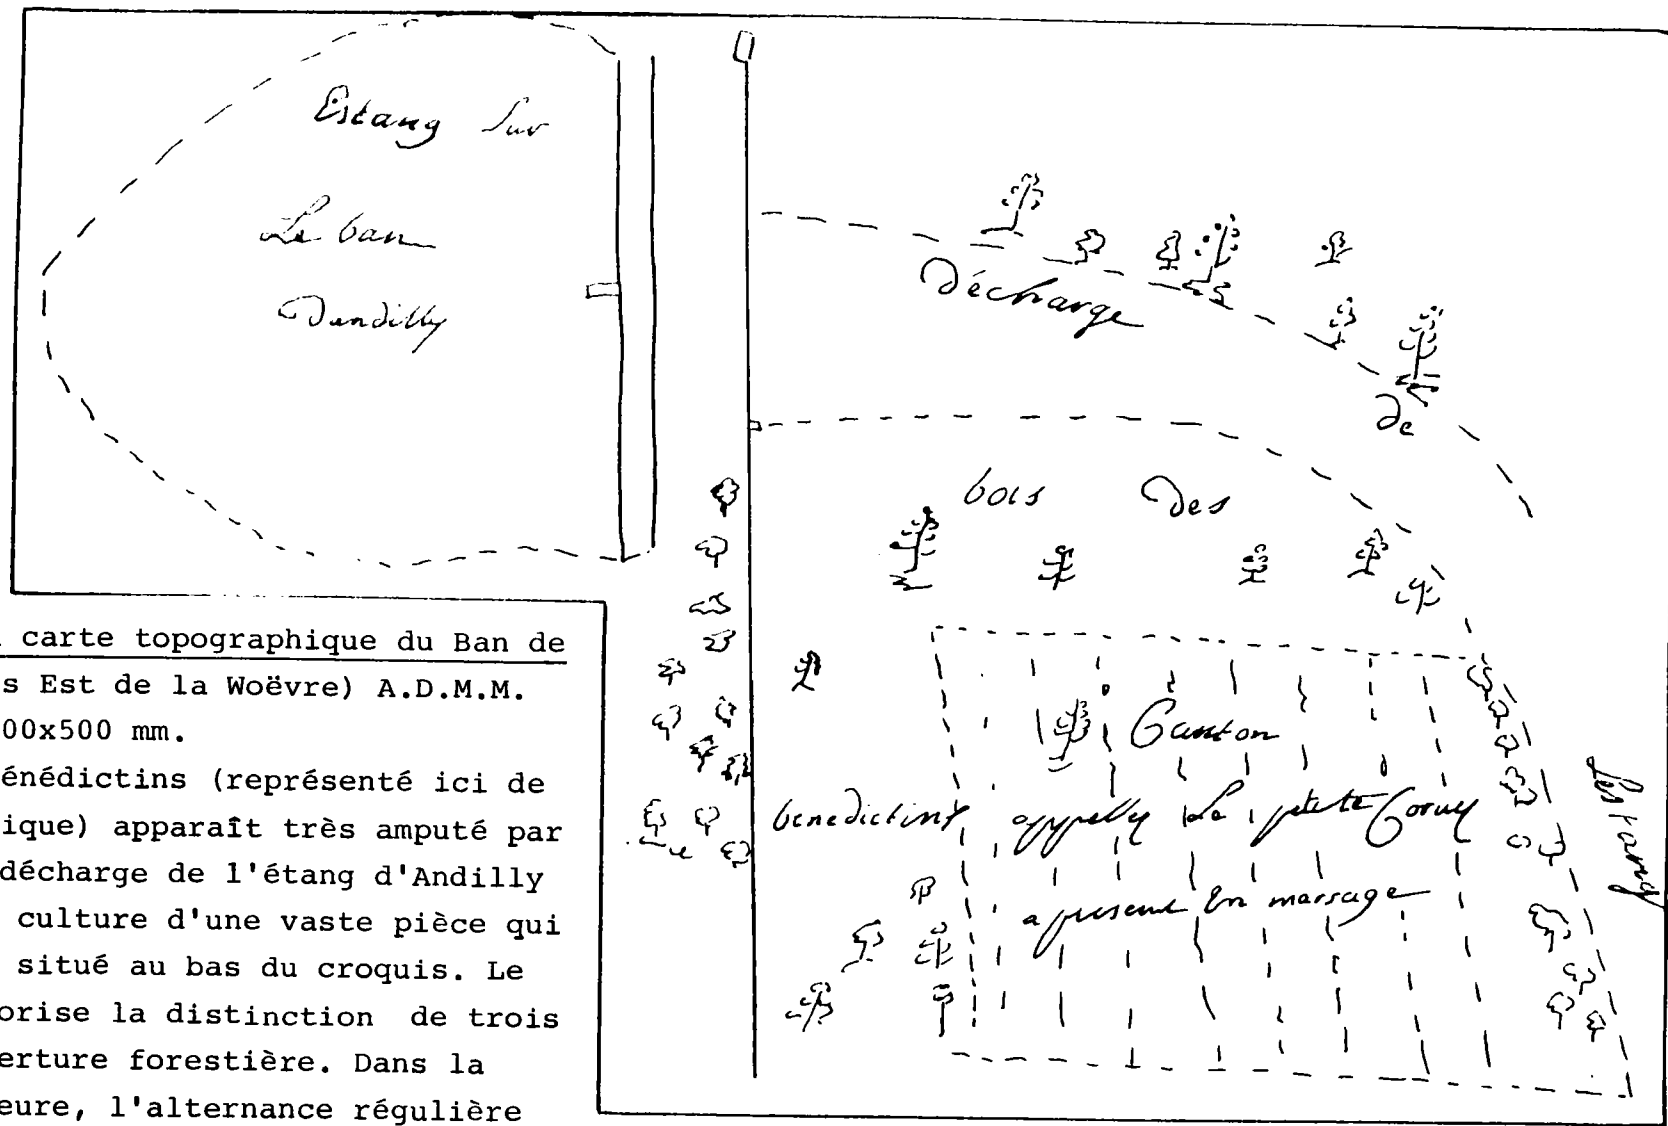 Estang sur
Le ban
Dandilly
décharge
de
Lestang
bois des
benedictins
Canton
appelly La petite Cornu
a present En marsage
carte topographique du Ban de
s Est de la Woëvre) A.D.M.M.
00x500 mm.
énédictins (représenté ici de
ique) apparaît très amputé par
décharge de l'étang d'Andilly
culture d'une vaste pièce qui
situé au bas du croquis. Le
orise la distinction de trois
erture forestière. Dans la
eure, l'alternance régulière